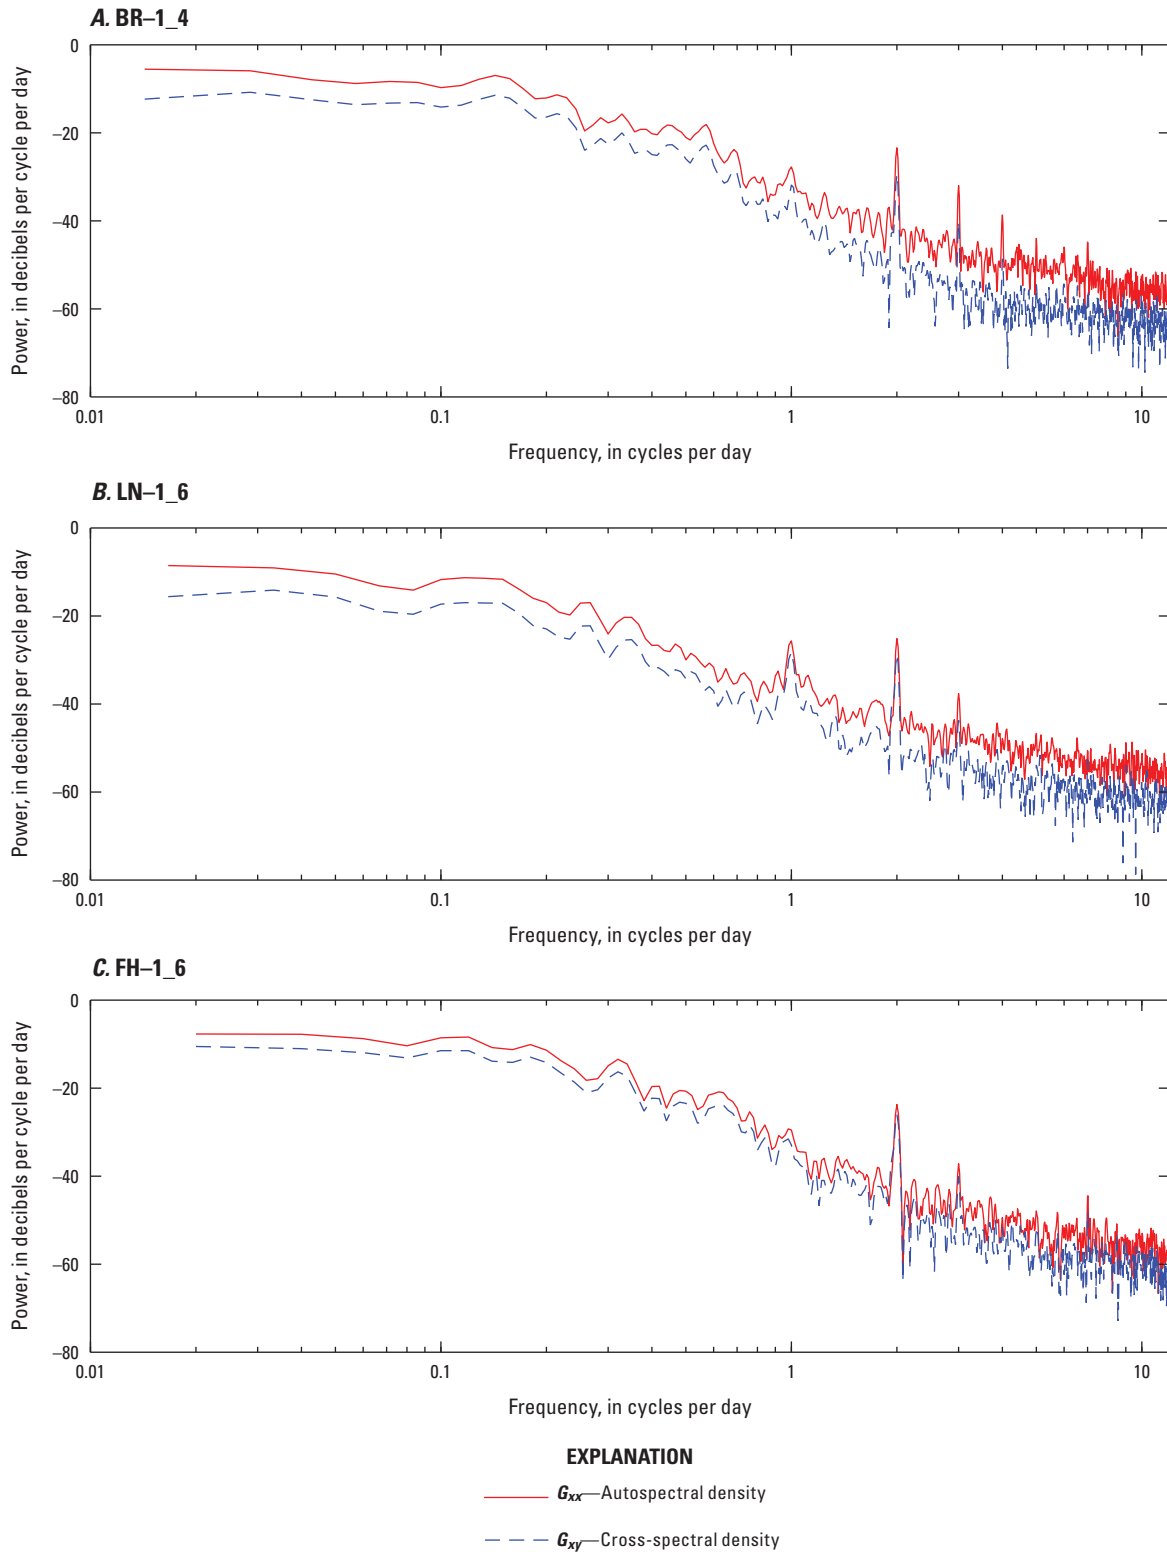 A. BR–1_4
0
–20
–40
–60
–80
Power, in decibels per cycle per day
0.01
0.1
1
10
Frequency, in cycles per day
B. LN–1_6
0
–20
–40
–60
–80
Power, in decibels per cycle per day
0.01
0.1
1
10
Frequency, in cycles per day
C. FH–1_6
0
–20
–40
–60
–80
Power, in decibels per cycle per day
0.01
0.1
1
10
Frequency, in cycles per day
EXPLANATION
Gxx—Autospectral density
Gxy—Cross-spectral density